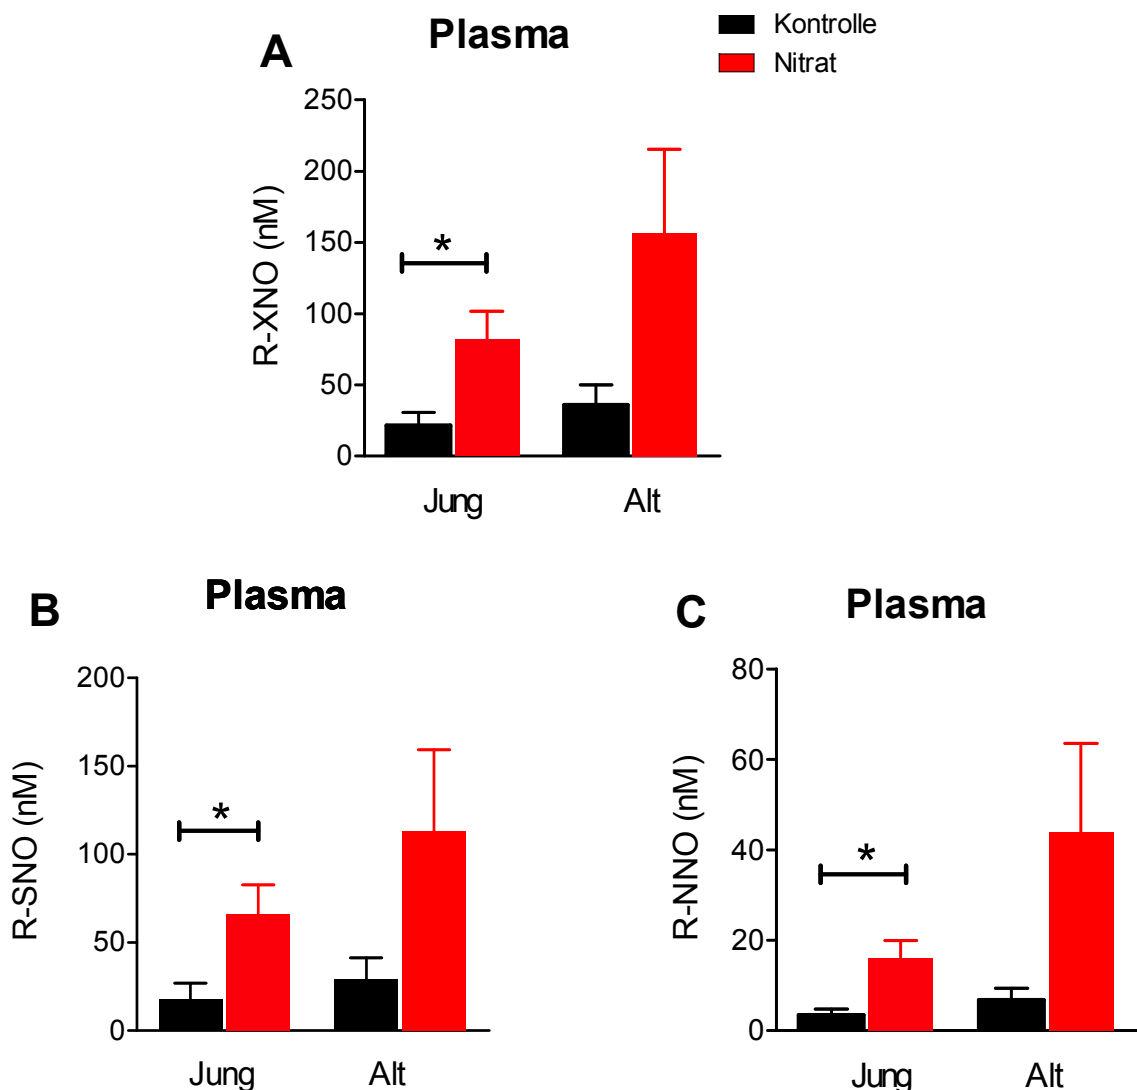 A
Plasma
Kontrolle
Nitrat
R-XNO (nM)
250
200
150
100
50
0
*
Jung
Alt
B
Plasma
R-SNO (nM)
200
150
100
50
0
*
Jung
Alt
C
Plasma
R-NNO (nM)
80
60
40
20
0
*
Jung
Alt